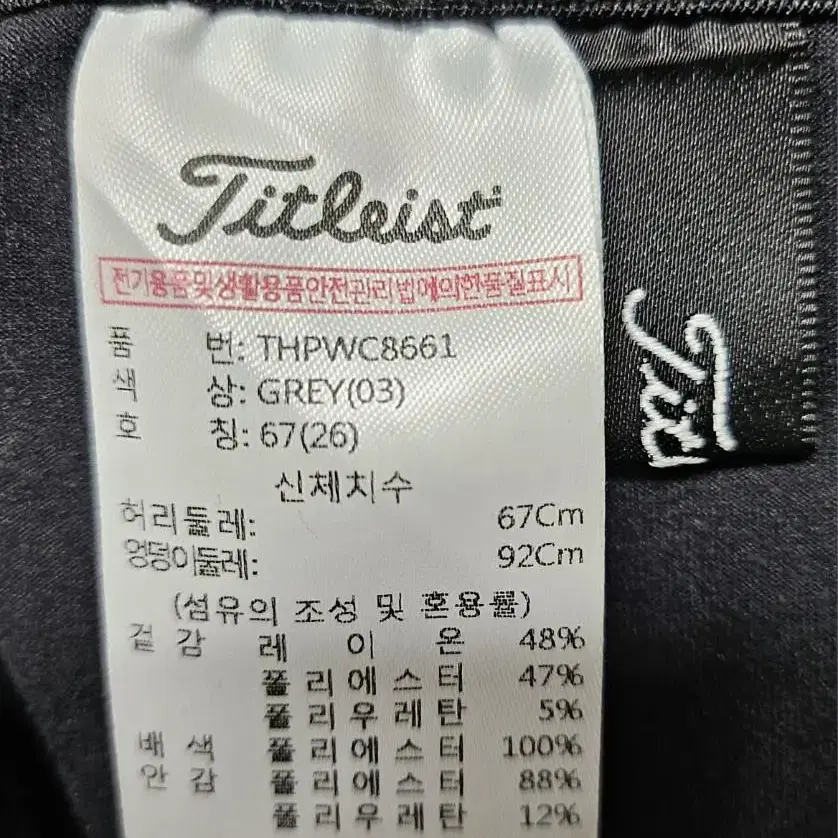 Titleist
전기용품및생활용품안전관리법에의한품질표시
품 번: THPWC8661
색 상: GREY(03)
호 칭: 67(26)
신체치수
허리둘레: 67Cm
엉덩이둘레: 92Cm
(섬유의 조성 및 혼용률)
겉 감 레 이 온 48%
폴리에스터 47%
폴리우레탄 5%
배 색 폴리에스터 100%
안 감 폴리에스터 88%
폴리우레탄 12%